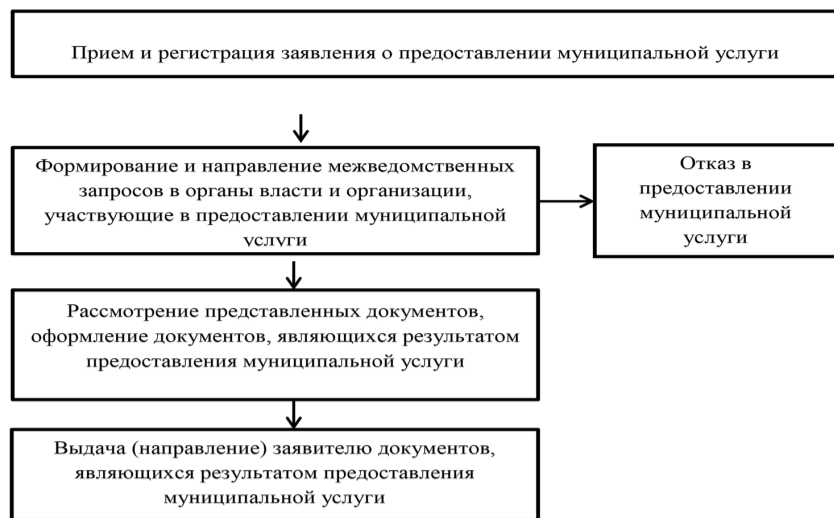 Прием и регистрация заявления о предоставлении муниципальной услуги
Формирование и направление межведомственных
запросов в органы власти и организации,
участвующие в предоставлении муниципальной
услуги
Отказ в
предоставлении
муниципальной
услуги
Рассмотрение представленных документов,
оформление документов, являющихся результатом
предоставления муниципальной услуги
Выдача (направление) заявителю документов,
являющихся результатом предоставления
муниципальной услуги